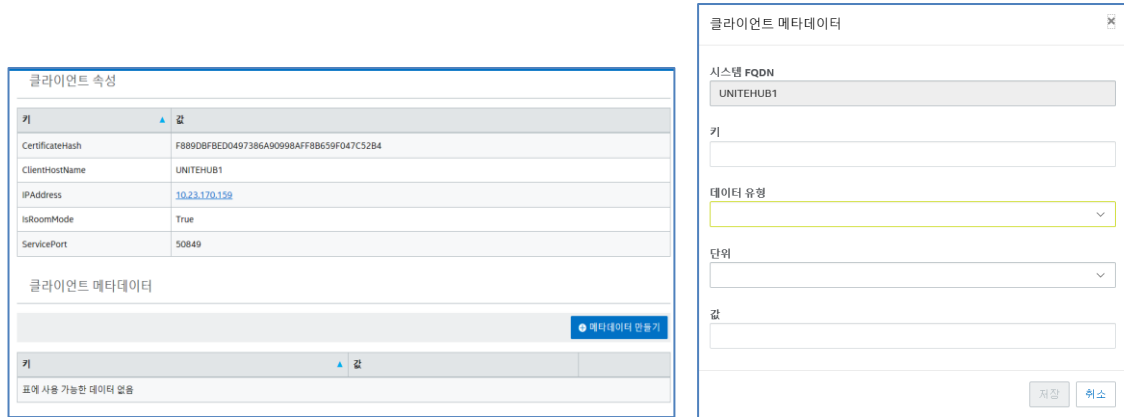 클라이언트 속성
키 값
CertificateHash F889DBFBED0497386A90998AFF8B659F047C52B4
ClientHostName UNITEHUB1
IPAddress 10.23.170.159
IsRoomMode True
ServicePort 50849
클라이언트 메타데이터
메타데이터 만들기
키 값
표에 사용 가능한 데이터 없음
클라이언트 메타데이터
시스템 FQDN
UNITEHUB1
키
데이터 유형
단위
값
저장 취소